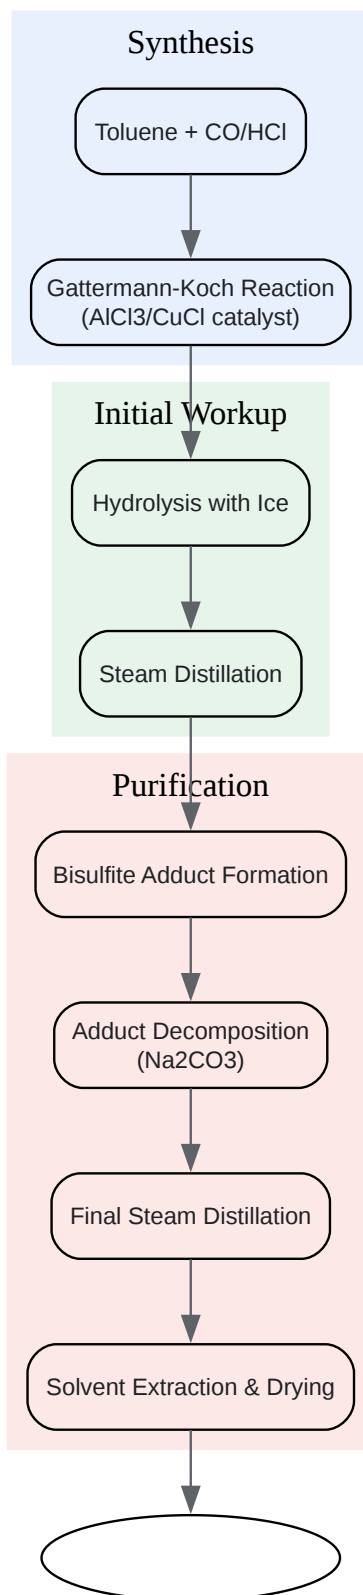 Synthesis
Toluene + CO/HCl
Gattermann-Koch Reaction
(AlCl3/CuCl catalyst)
Initial Workup
Hydrolysis with Ice
Steam Distillation
Purification
Bisulfite Adduct Formation
Adduct Decomposition
(Na2CO3)
Final Steam Distillation
Solvent Extraction & Drying